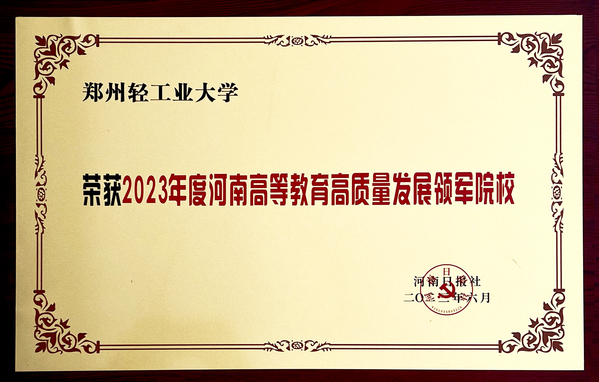 郑州轻工业大学
荣获2023年度河南高等教育高质量发展领军院校
河南日报社
二〇二三年六月